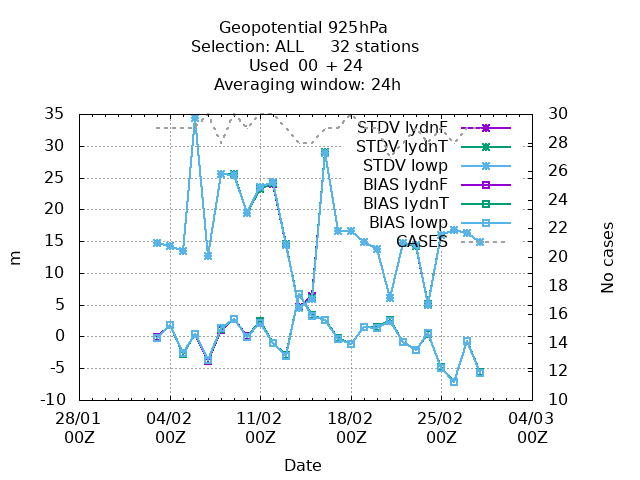 Geopotential 925hPa
Selection: ALL 32 stations
Used 00 + 24
Averaging window: 24h
35 30
STDV lydnF
30 28
STDV lydnT
STDV lowp
25 26
BIAS lydnF
20 24
BIAS lydnT
BIAS lowp
15 22
CASES
10 20
5 18
0 16
-5 14
-10 12
10
m
No cases
28/01 04/02 11/02 18/02 25/02 04/03
00Z 00Z 00Z 00Z 00Z 00Z
Date